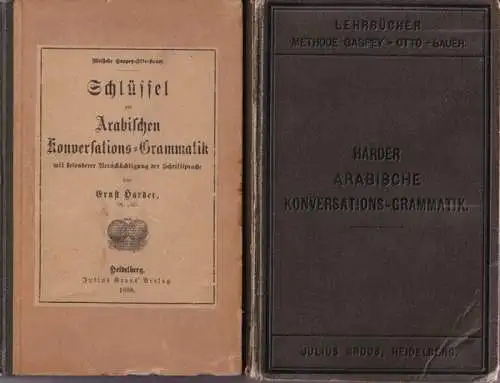 Methode Gaspey-Otto-Sauer.
Schlüssel
zur
Arabischen
Konversations-Grammatik
mit besonderer Berücksichtigung der Schriftsprache
von
Ernst Harder,
Heidelberg.
Julius Groos' Verlag
1898.
LEHRBÜCHER
METHODE GASPEY-OTTO-SAUER.
HARDER
ARABISCHE
KONVERSATIONS-GRAMMATIK.
JULIUS GROOS, HEIDELBERG.